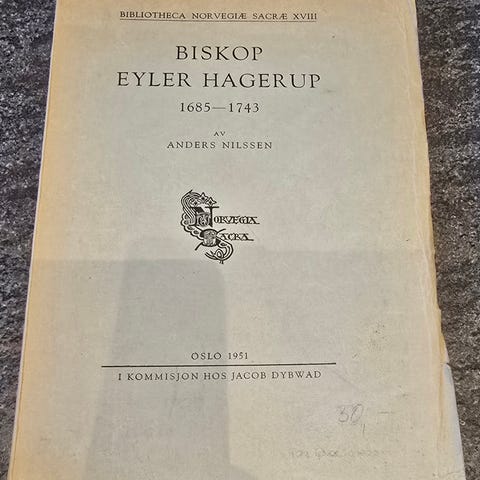 BIBLIOTHECA NORVEGIÆ SACRÆ XVIII
BISKOP
EYLER HAGERUP
1685—1743
AV
ANDERS NILSSEN
NORVEGIA
SACRA
OSLO 1951
I KOMMISJON HOS JACOB DYBWAD
30,-